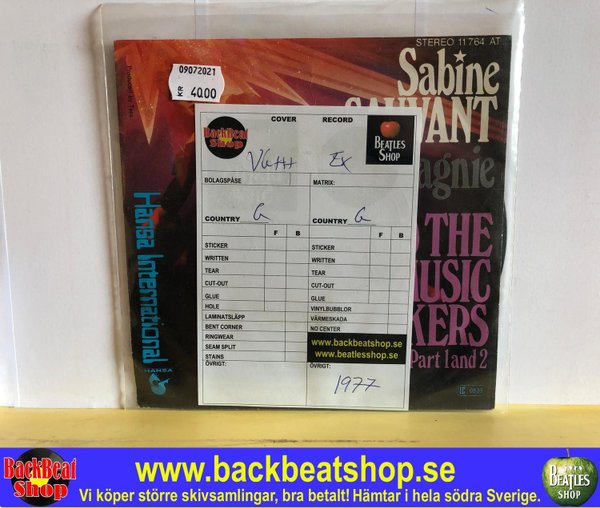 STEREO 11 764 AT
Sabine
09072021
KR 40.00
BackBeat
Shop
COVER
RECORD
BEATLES
SHOP
VG+++
EX
BOLAGSPÅSE
MATRIX:
COUNTRY G
COUNTRY G
F B
F B
STICKER
STICKER
WRITTEN
WRITTEN
TEAR
TEAR
CUT-OUT
CUT-OUT
GLUE
GLUE
HOLE
VINYLBUBBLOR
LAMINATSLÄPP
VÄRMESKADA
BENT CORNER
NO CENTER
RINGWEAR
SEAM SPLIT
STAINS
www.backbeatshop.se
www.beatlesshop.se
ÖVRIGT:
ÖVRIGT:
1977
THE
Part 1 and 2
Hansa International
HANSA
BackBeat
Shop
www.backbeatshop.se
Vi köper större skivsamlingar, bra betalt! Hämtar i hela södra Sverige.
BEATLES
SHOP